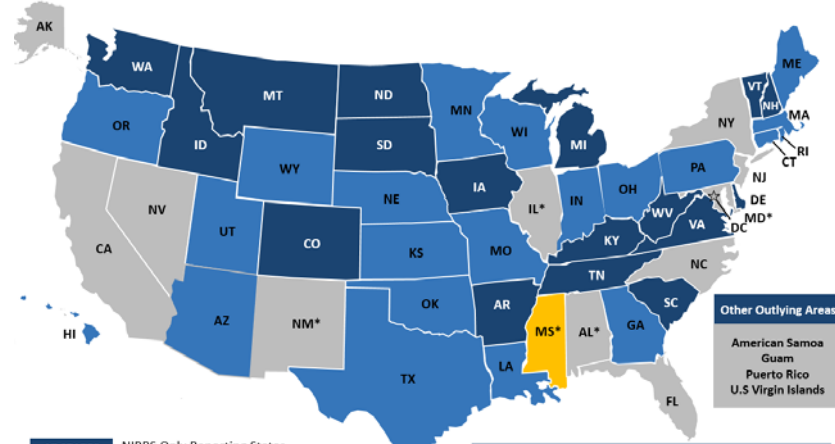 AK
WA
MT
ND
MN
ME
VT
NH
MA
RI
CT
OR
ID
WY
SD
WI
MI
NY
PA
NJ
DE
MD*
DC
NV
UT
CO
NE
IA
IL*
IN
OH
WV
VA
CA
KS
MO
KY
NC
TN
SC
AZ
NM*
OK
AR
MS*
AL*
GA
HI
TX
LA
FL
Other Outlying Areas
American Samoa
Guam
Puerto Rico
U.S Virgin Islands